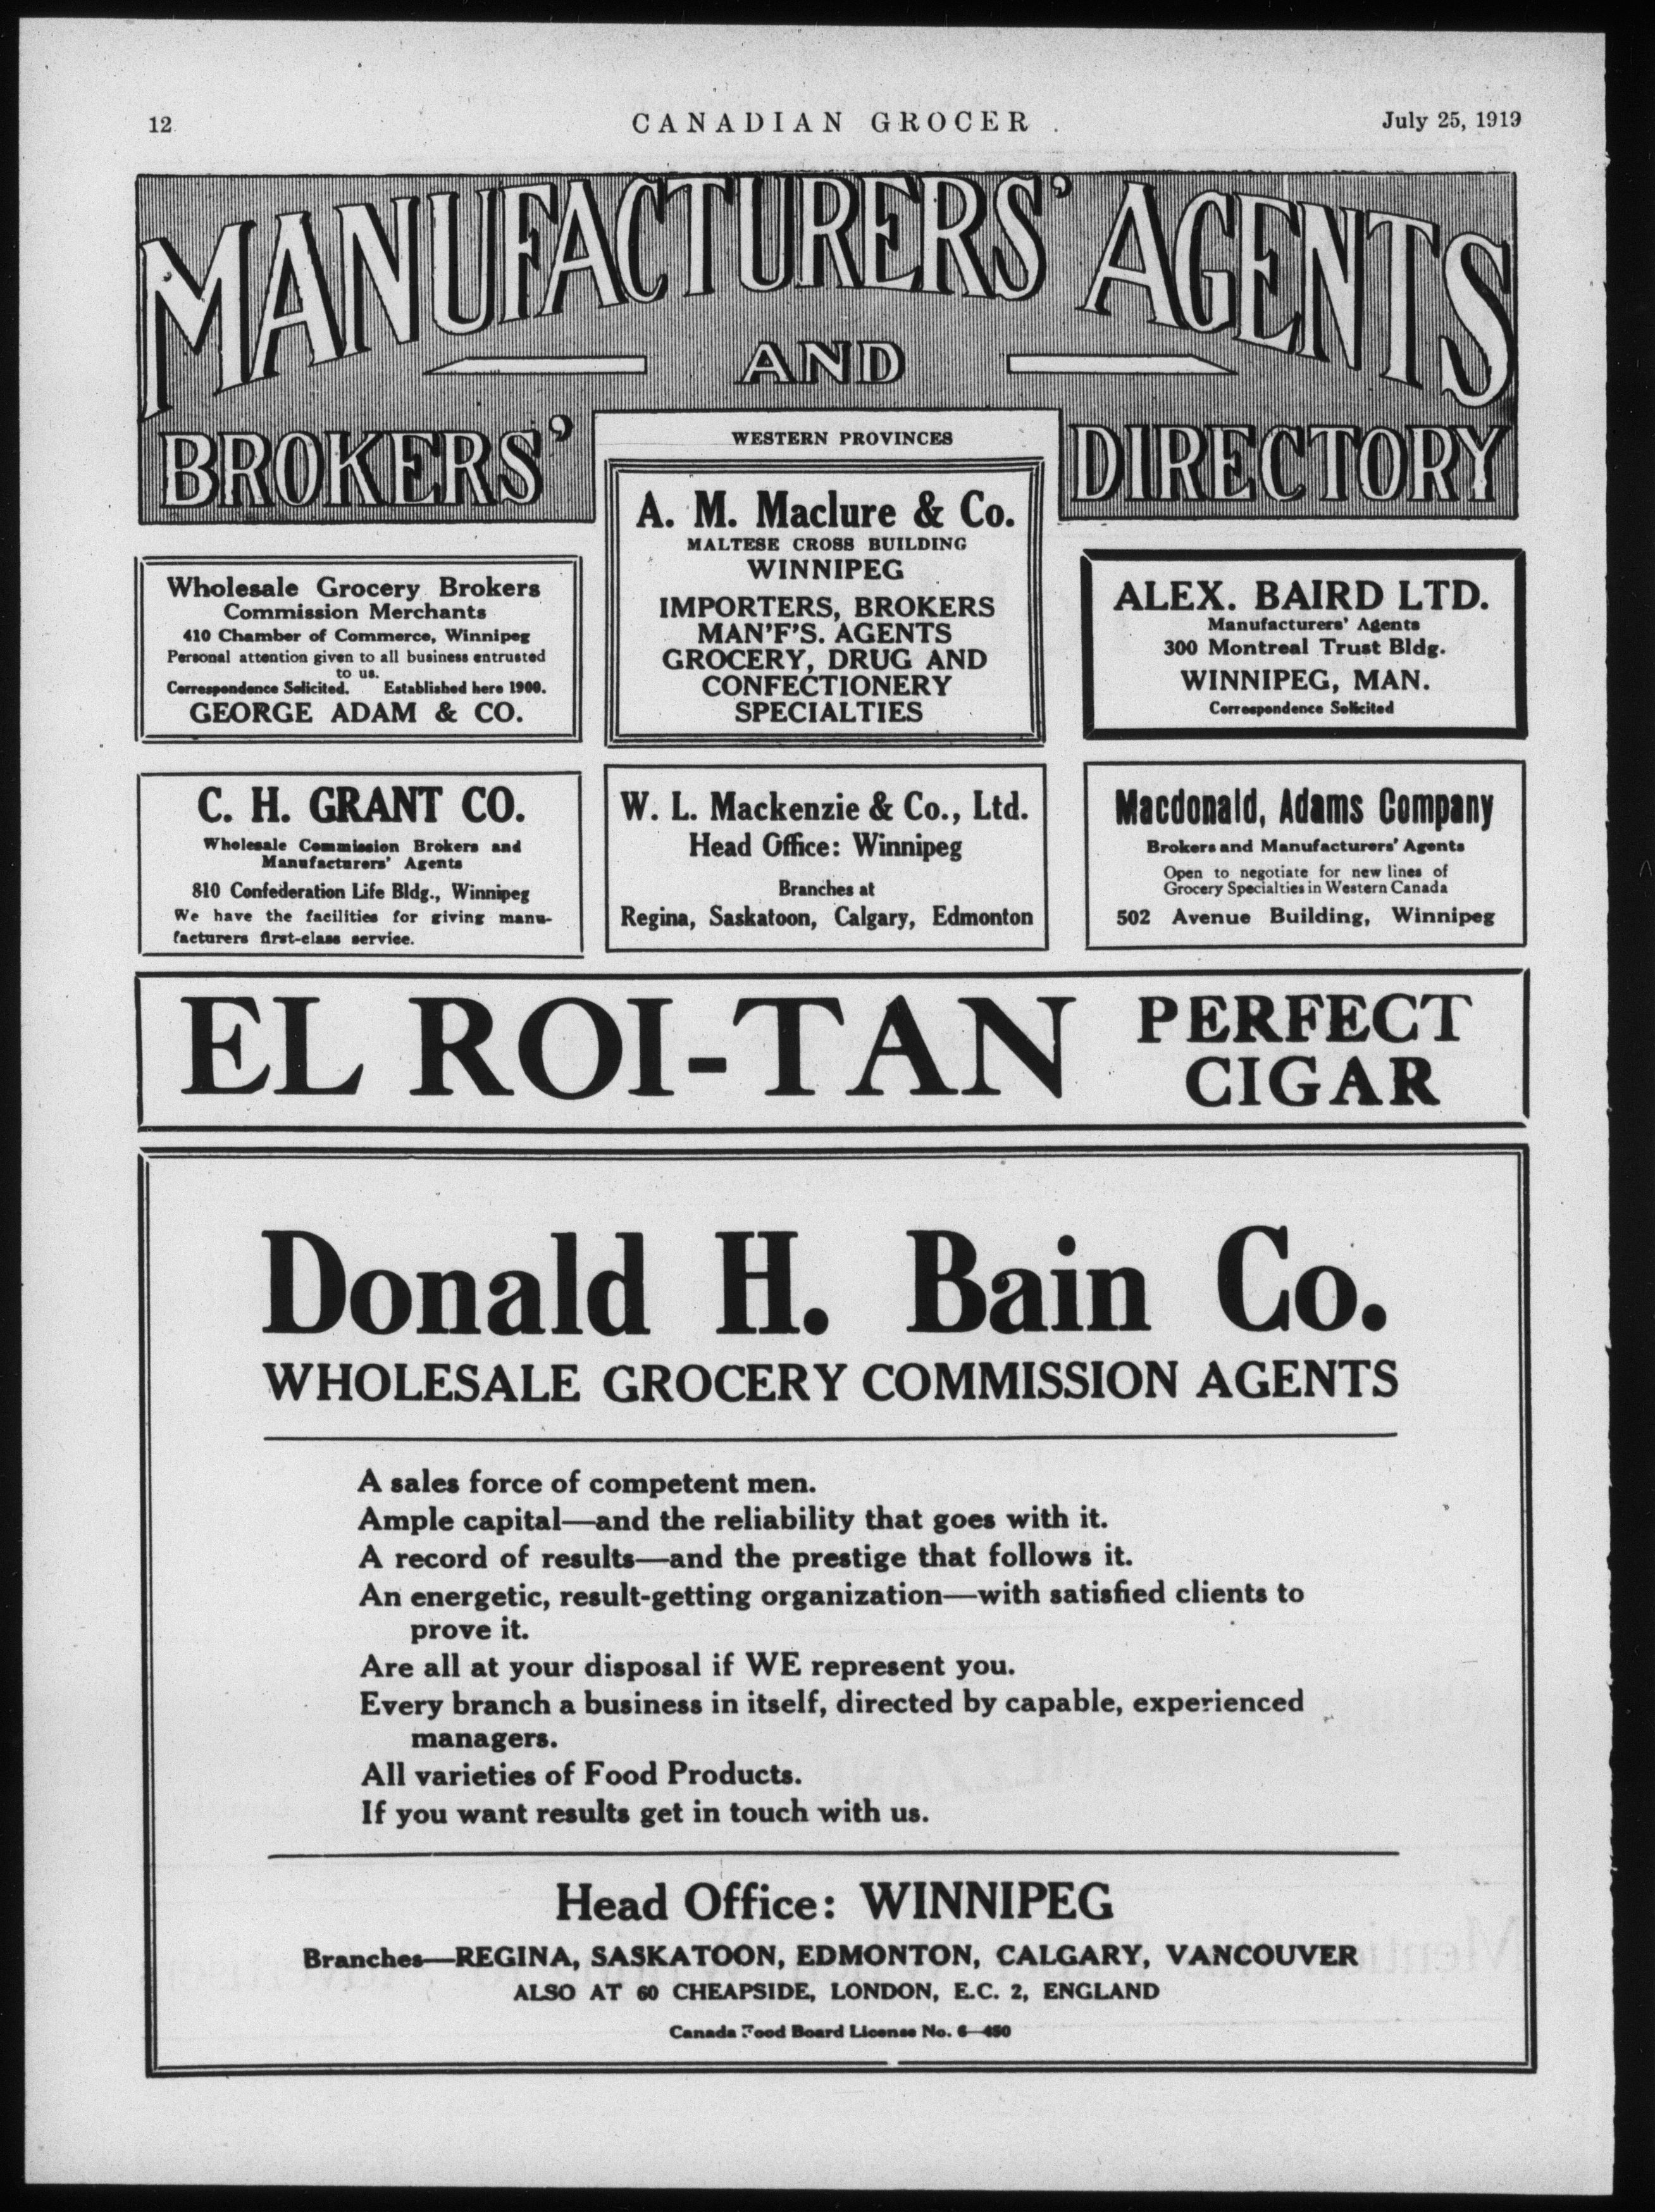 12
CANADIAN GROCER
July 25, 1919
MANUFACTURERS' AGENTS
AND
BROKERS' DIRECTORY
WESTERN PROVINCES
Wholesale Grocery Brokers
Commission Merchants
410 Chamber of Commerce, Winnipeg
Personal attention given to all business entrusted
to us.
Correspondence Solicited. Established here 1900.
GEORGE ADAM & CO.
A. M. Maclure & Co.
MALTESE CROSS BUILDING
WINNIPEG
IMPORTERS, BROKERS
MAN'F'S. AGENTS
GROCERY, DRUG AND
CONFECTIONERY
SPECIALTIES
ALEX. BAIRD LTD.
Manufacturers' Agents
300 Montreal Trust Bldg.
WINNIPEG, MAN.
Correspondence Solicited
C. H. GRANT CO.
Wholesale Commission Brokers and
Manufacturers' Agents
810 Confederation Life Bldg., Winnipeg
We have the facilities for giving manu-
facturers first-class service.
W. L. Mackenzie & Co., Ltd.
Head Office: Winnipeg
Branches at
Regina, Saskatoon, Calgary, Edmonton
Macdonald, Adams Company
Brokers and Manufacturers' Agents
Open to negotiate for new lines of
Grocery Specialties in Western Canada
502 Avenue Building, Winnipeg
EL ROI-TAN PERFECT
CIGAR
Donald H. Bain Co.
WHOLESALE GROCERY COMMISSION AGENTS
A sales force of competent men.
Ample capital—and the reliability that goes with it.
A record of results—and the prestige that follows it.
An energetic, result-getting organization—with satisfied clients to
prove it.
Are all at your disposal if WE represent you.
Every branch a business in itself, directed by capable, experienced
managers.
All varieties of Food Products.
If you want results get in touch with us.
Head Office: WINNIPEG
Branches—REGINA, SASKATOON, EDMONTON, CALGARY, VANCOUVER
ALSO AT 60 CHEAPSIDE, LONDON, E.C. 2, ENGLAND
Canada Food Board License No. 6—450